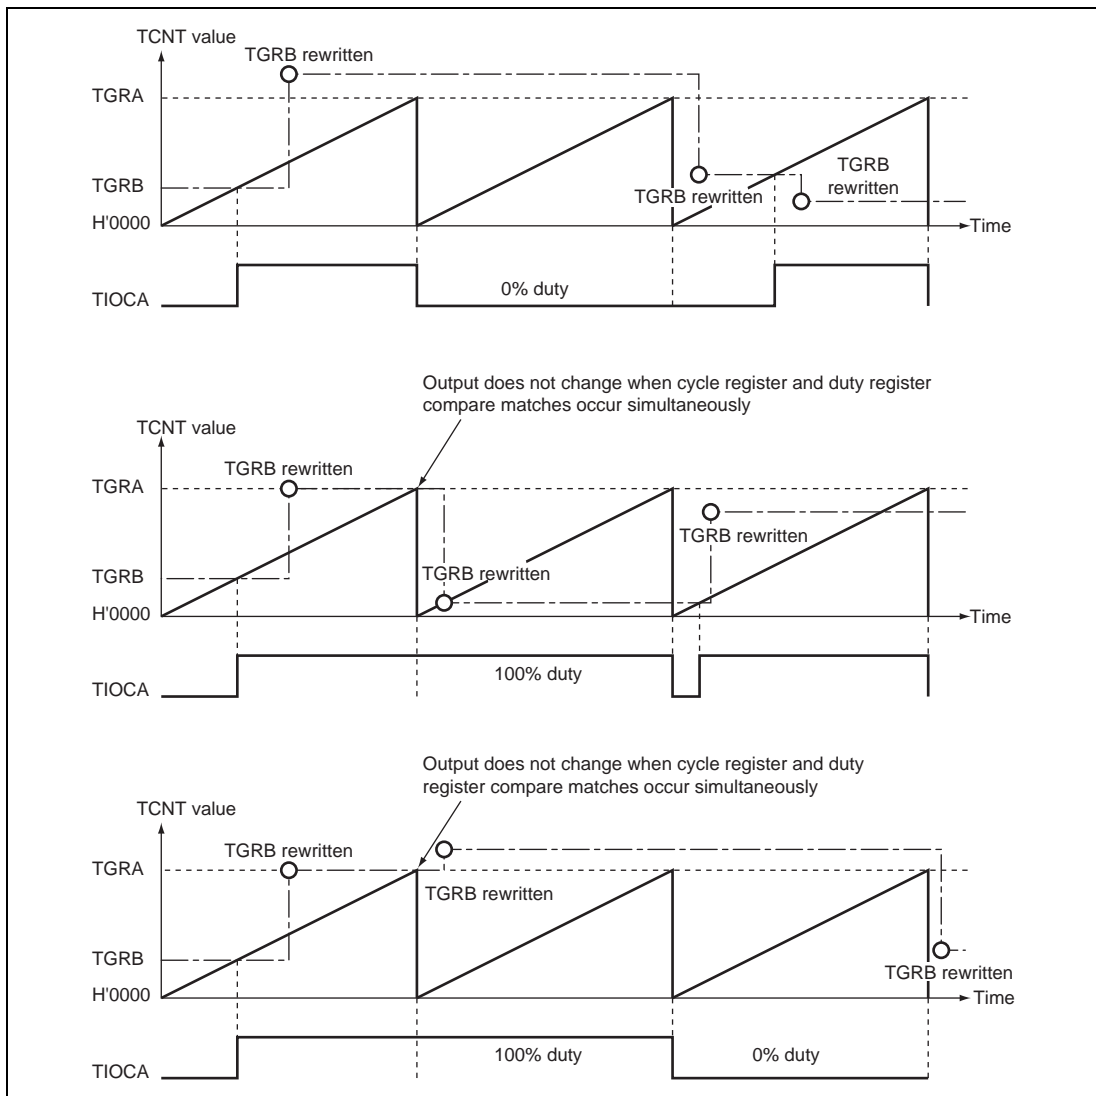 TCNT value
TGRB rewritten
TGRA
TGRB
rewritten
TGRB
TGRB rewritten
H'0000
Time
TIOCA
0% duty
Output does not change when cycle register and duty register
compare matches occur simultaneously
TCNT value
TGRB rewritten
TGRA
TGRB rewritten
TGRB
TGRB rewritten
H'0000
Time
TIOCA
100% duty
Output does not change when cycle register and duty
register compare matches occur simultaneously
TCNT value
TGRB rewritten
TGRA
TGRB rewritten
TGRB
TGRB rewritten
H'0000
Time
TIOCA
100% duty
0% duty